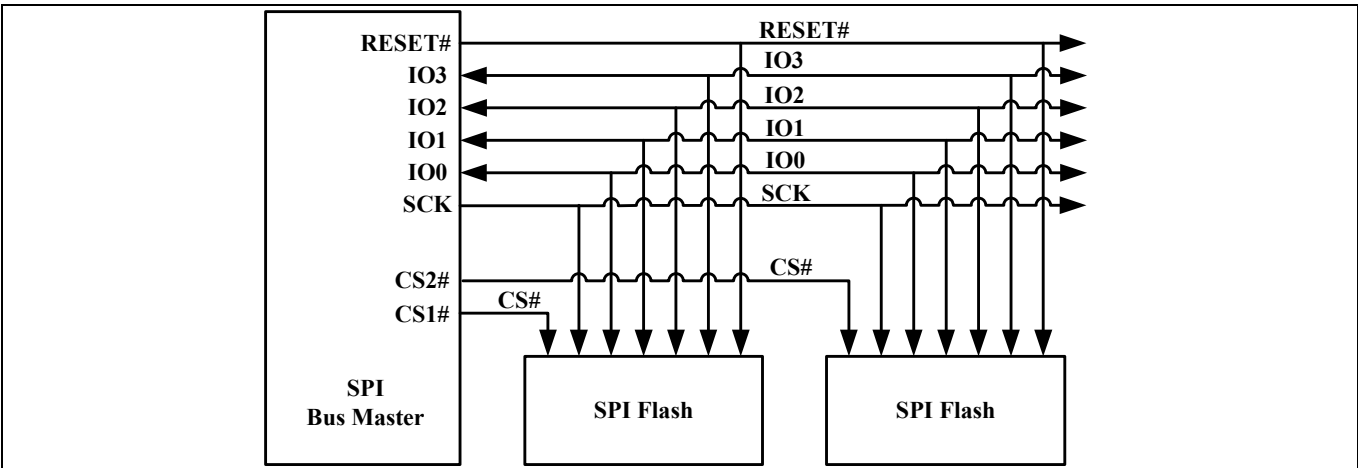 RESET#
RESET#
IO3
IO3
IO2
IO2
IO1
IO1
IO0
IO0
SCK
SCK
CS2#
CS#
CS1#
CS#
SPI
Bus Master
SPI Flash
SPI Flash